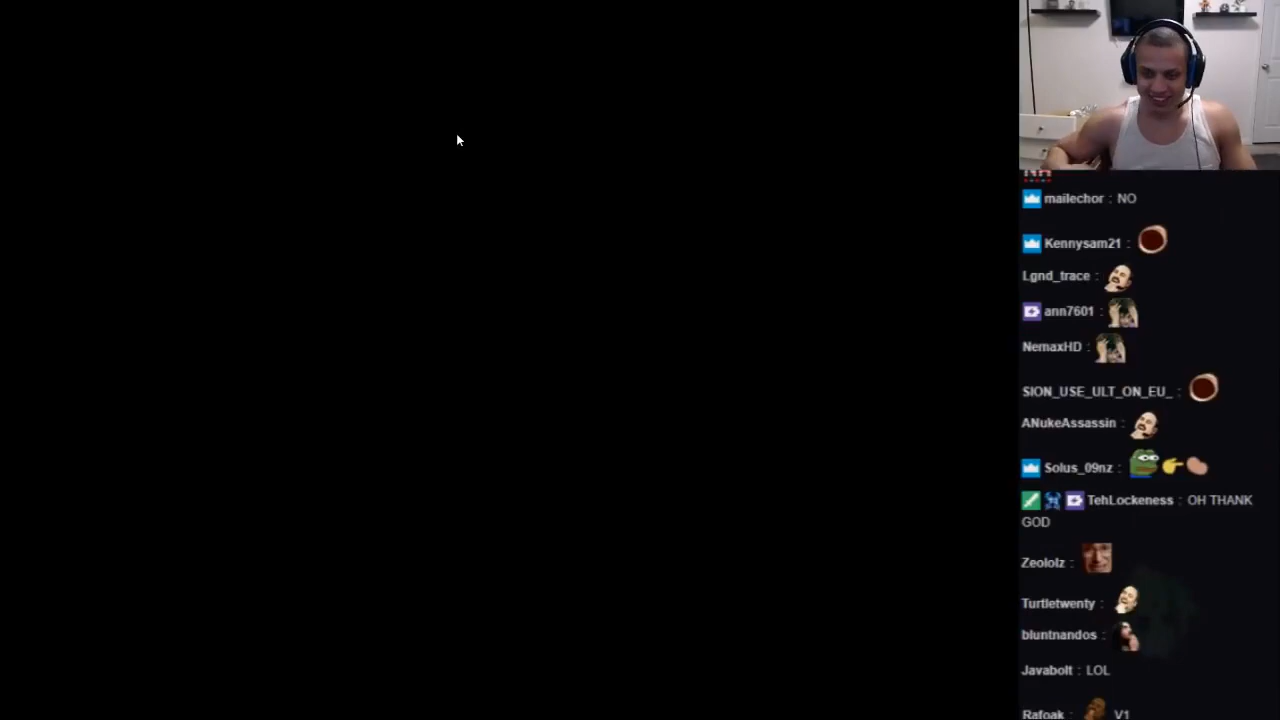 mailechor : NO
Kennysam21 :
Lgnd_trace :
ann7601 :
NemaxHD :
SION_USE_ULT_ON_EU_ :
ANukeAssassin :
Solus_09nz :
TehLockeness : OH THANK
GOD
Zeololz :
Turtletwenty :
bluntnandos :
Javabolt : LOL
Rafoak : V1